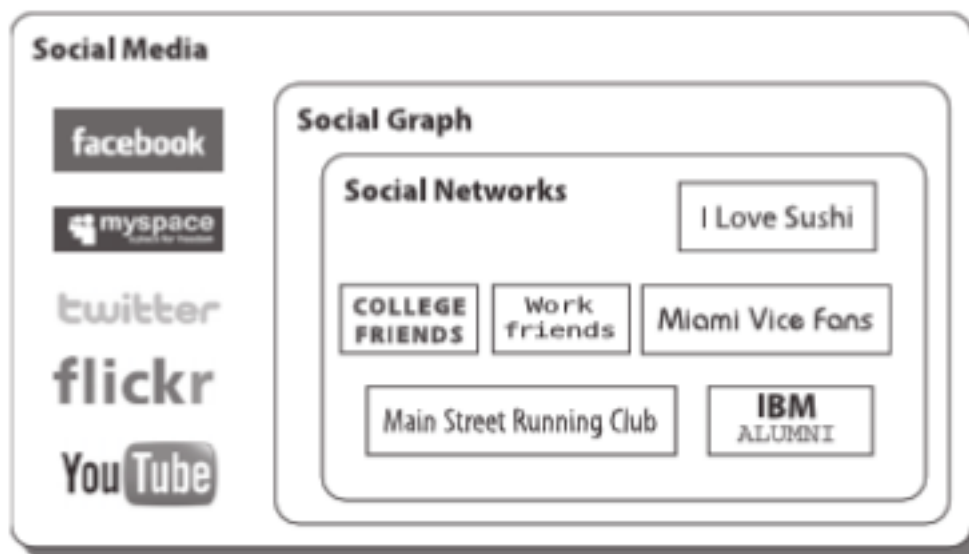 Social Media
facebook
myspace
twitter
flickr
YouTube
Social Graph
Social Networks
I Love Sushi
COLLEGE
FRIENDS
Work
friends
Miami Vice Fans
Main Street Running Club
IBM
ALUMNI